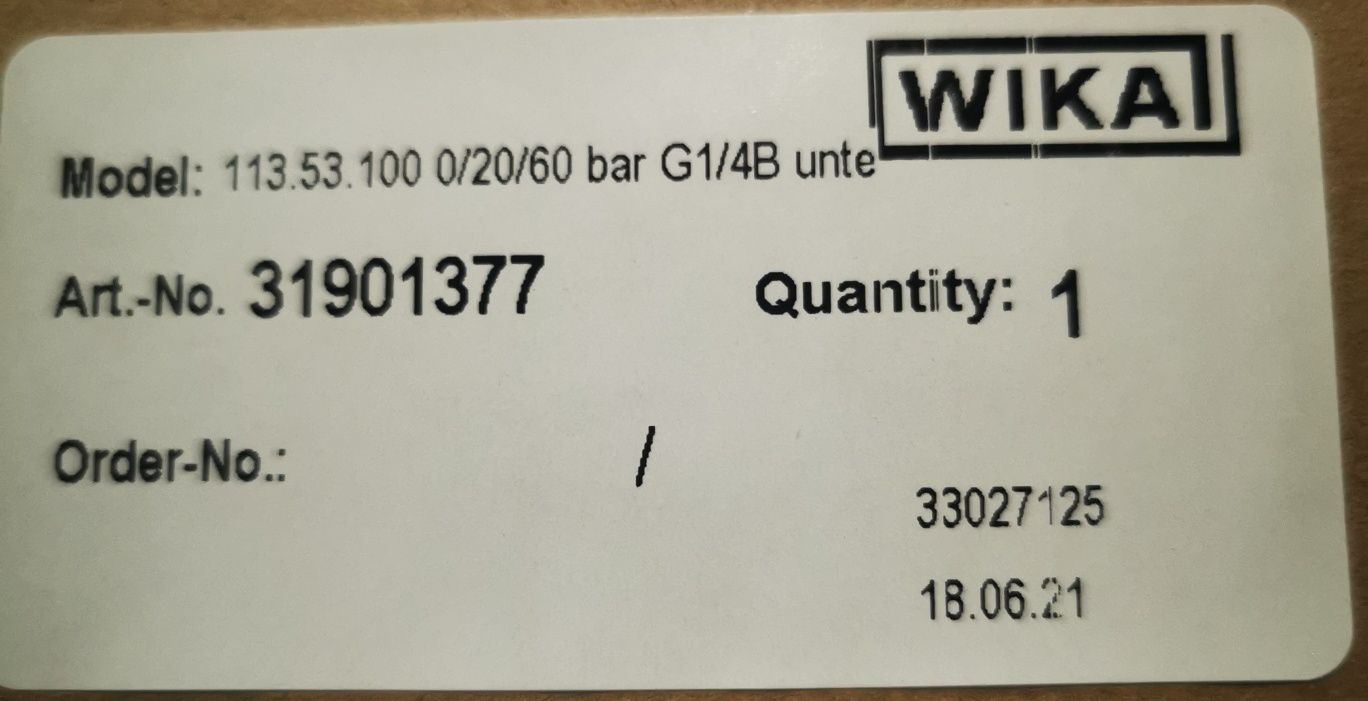 WIKA
Model: 113.53.100 0/20/60 bar G1/4B unte
Art.-No. 31901377 Quantity: 1
Order-No.: /
33027125
18.06.21